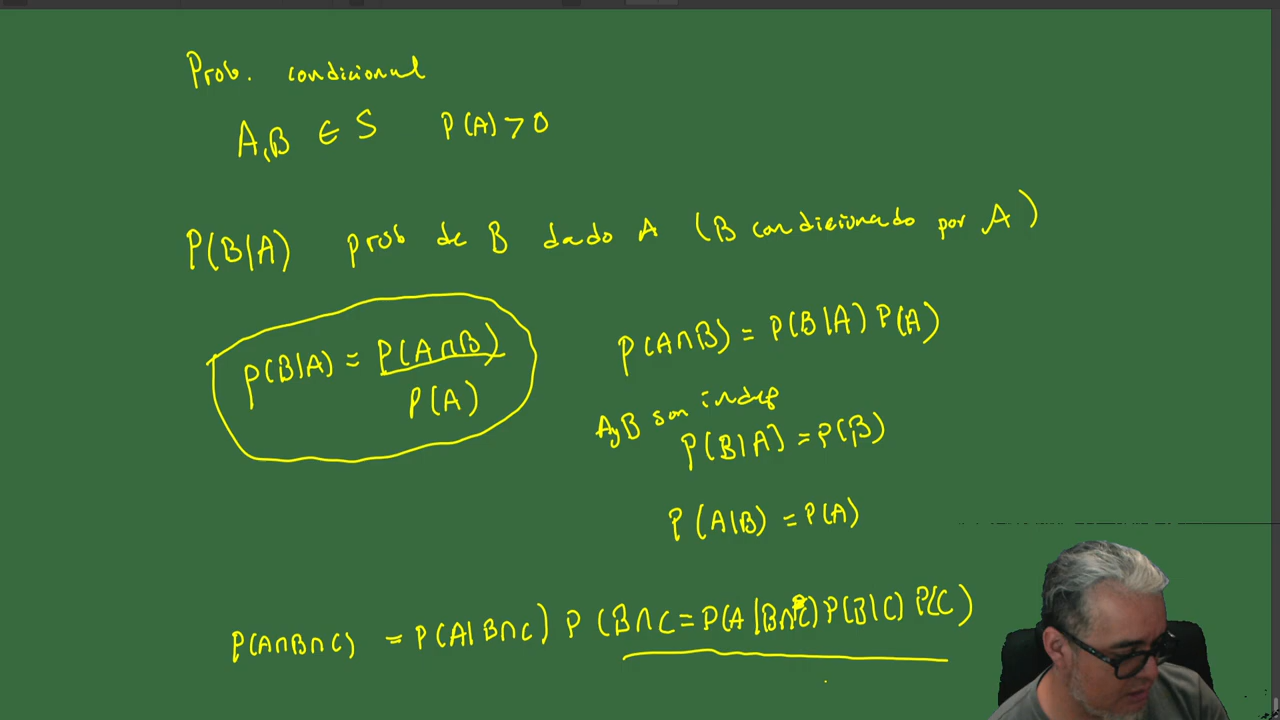 Prob. condicional
A,B ∈ S P(A) > 0
P(B|A) prob de B dado A (B condicionado por A)
P(B|A) = P(A∩B) / P(A)
P(A∩B) = P(B|A) P(A)
A y B son indep
P(B|A) = P(B)
P(A|B) = P(A)
P(A∩B∩C) = P(A|B∩C) P(B∩C = P(A|B∩C) P(B|C) P(C)